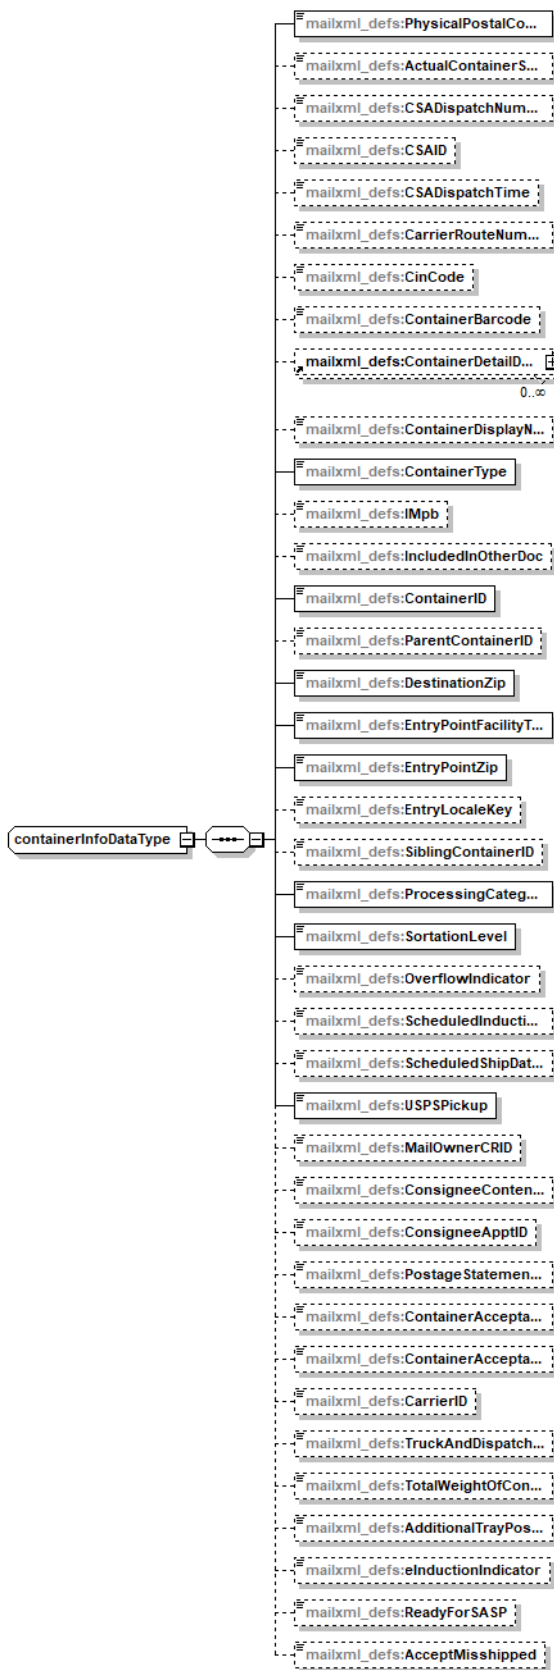 mailxml_defs:PhysicalPostalCo...
mailxml_defs:ActualContainerS...
mailxml_defs:CSADispatchNum...
mailxml_defs:CSAID
mailxml_defs:CSADispatchTime
mailxml_defs:CarrierRouteNum...
mailxml_defs:CinCode
mailxml_defs:ContainerBarcode
mailxml_defs:ContainerDetailD...
0..∞
mailxml_defs:ContainerDisplayN...
mailxml_defs:ContainerType
mailxml_defs:IMpb
mailxml_defs:IncludedInOtherDoc
mailxml_defs:ContainerID
mailxml_defs:ParentContainerID
mailxml_defs:DestinationZip
mailxml_defs:EntryPointFacilityT...
mailxml_defs:EntryPointZip
mailxml_defs:EntryLocaleKey
containerInfoDataType
mailxml_defs:SiblingContainerID
mailxml_defs:ProcessingCateg...
mailxml_defs:SortationLevel
mailxml_defs:OverflowIndicator
mailxml_defs:ScheduledInducti...
mailxml_defs:ScheduledShipDat...
mailxml_defs:USPSPickup
mailxml_defs:MailOwnerCRID
mailxml_defs:ConsigneeConten...
mailxml_defs:ConsigneeApptID
mailxml_defs:PostageStatemen...
mailxml_defs:ContainerAccepta...
mailxml_defs:ContainerAccepta...
mailxml_defs:CarrierID
mailxml_defs:TruckAndDispatch...
mailxml_defs:TotalWeightOfCon...
mailxml_defs:AdditionalTrayPos...
mailxml_defs:eInductionIndicator
mailxml_defs:ReadyForSASP
mailxml_defs:AcceptMisshipped